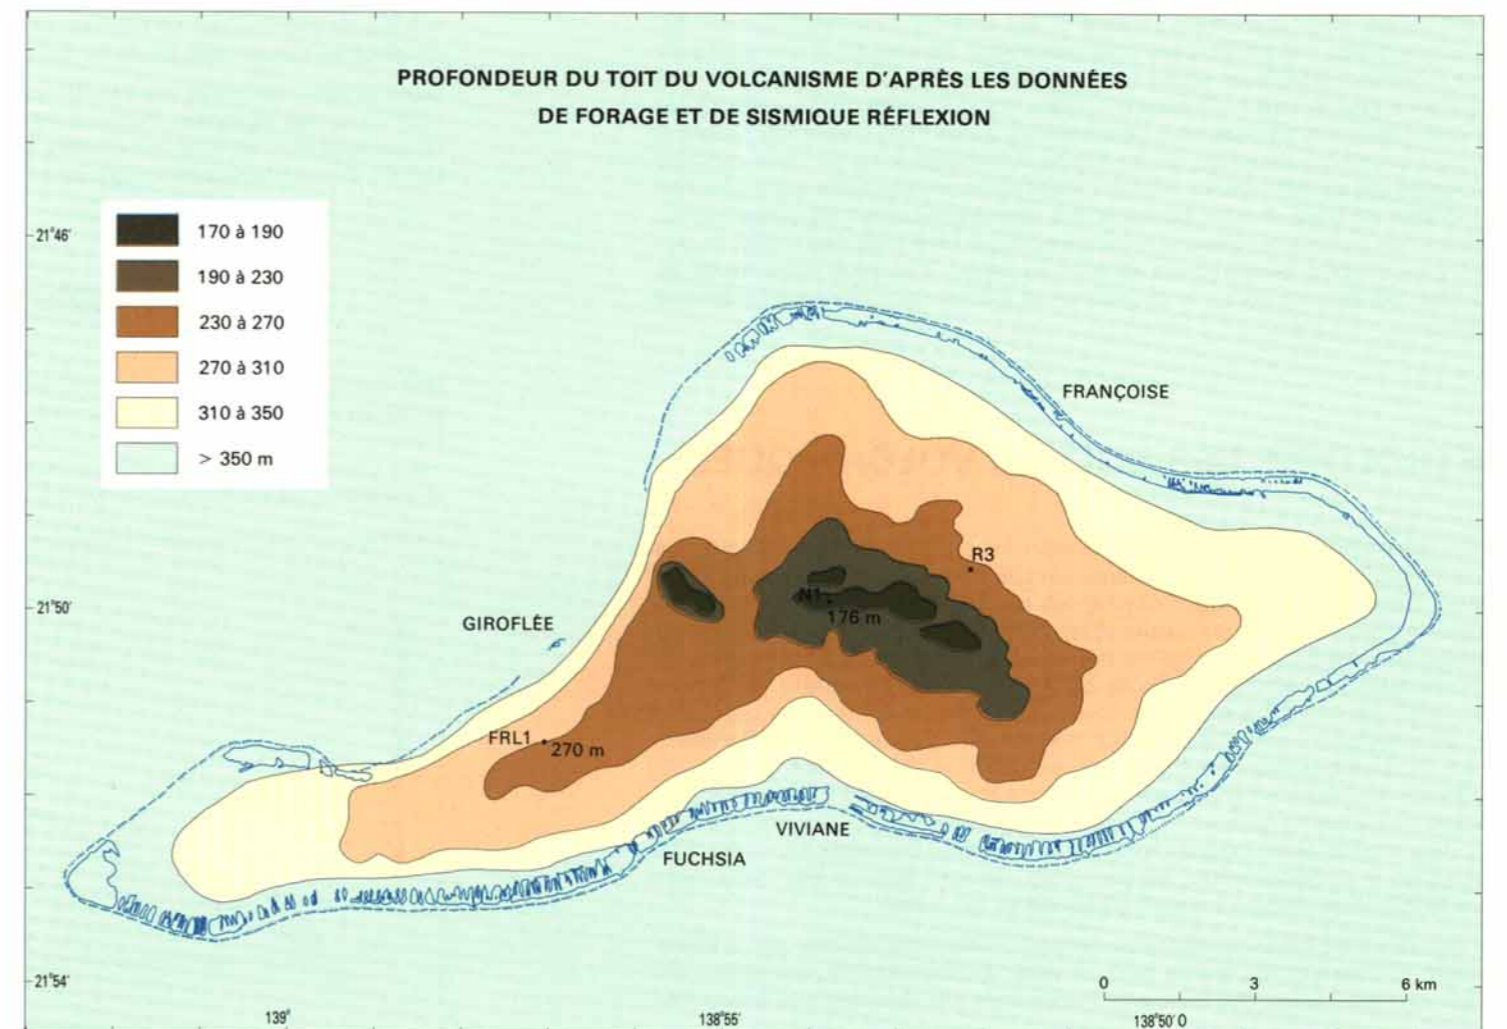 PROFONDEUR DU TOIT DU VOLCANISME D'APRÈS LES DONNÉES
DE FORAGE ET DE SISMIQUE RÉFLEXION
21°46'
170 à 190
190 à 230
230 à 270
270 à 310
310 à 350
> 350 m
FRANÇOISE
R3
21°50'
N1
176 m
GIROFLÉE
FRL1
270 m
VIVIANE
FUCHSIA
21°54'
0 3 6 km
139° 138°55' 138°50' O